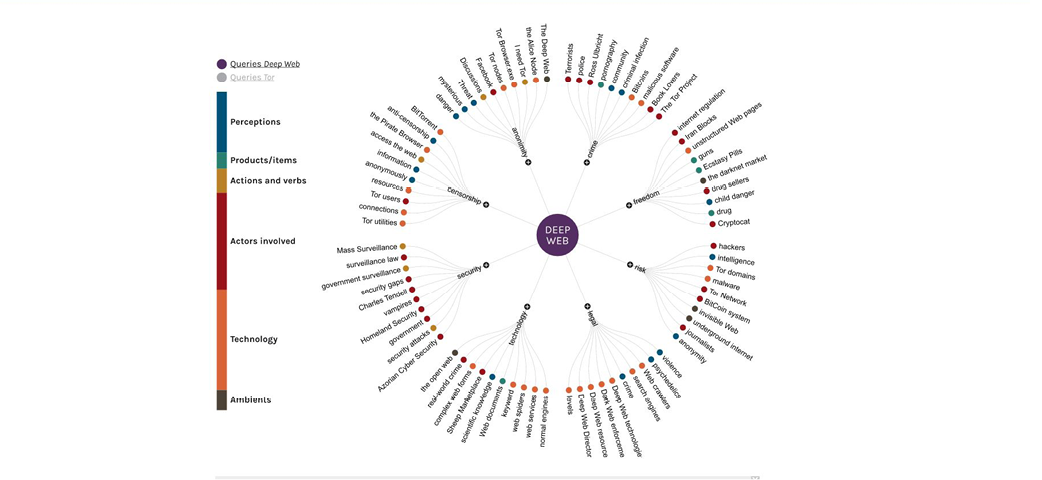 Queries Deep Web
Queries Tor
Perceptions
Products/items
Actions and verbs
Actors involved
Technology
Ambients
DEEP
WEB
anonimity
The Deep Web
the Alice Node
I need Tor
Tor Browser.exe
Tor nodes
Facebook
Discussions
Threat
mysterious
danger
crime
Terrorists
police
Ross Ulbricht
pornography
community
criminal infection
Bitcoins
malicous software
Book Lovers
The Tor Project
freedom
internet regulation
Iran Blocks
unstructured Web pages
guns
Ecstasy Pills
the darknet market
drug sellers
child danger
drug
Cryptocat
risk
hackers
intelligence
Tor domains
malware
Tor Network
BitCoin system
invisible Web
underground internet
journalists
anonymity
legal
violence
psychedelics
Web crawlers
search engines
crime
Deep Web technologie
Dark Web enforceme
Deep Web resource
Deep Web Director
levels
technology
normal engines
web services
web spiders
keyword
Web documents
scientific knowledge
Sheep Marketplace
complex web forms
real-world crime
the open web
security
Azorian Cyber Security
security attacks
government
Homeland Security
vampires
Charles Tendell
security gaps
government surveillance
surveillance law
Mass Surveillance
censorship
Tor utilities
connections
Tor users
resources
anonymously
information
access the web
the Pirate Browser
anti-censorship
BitTorrent